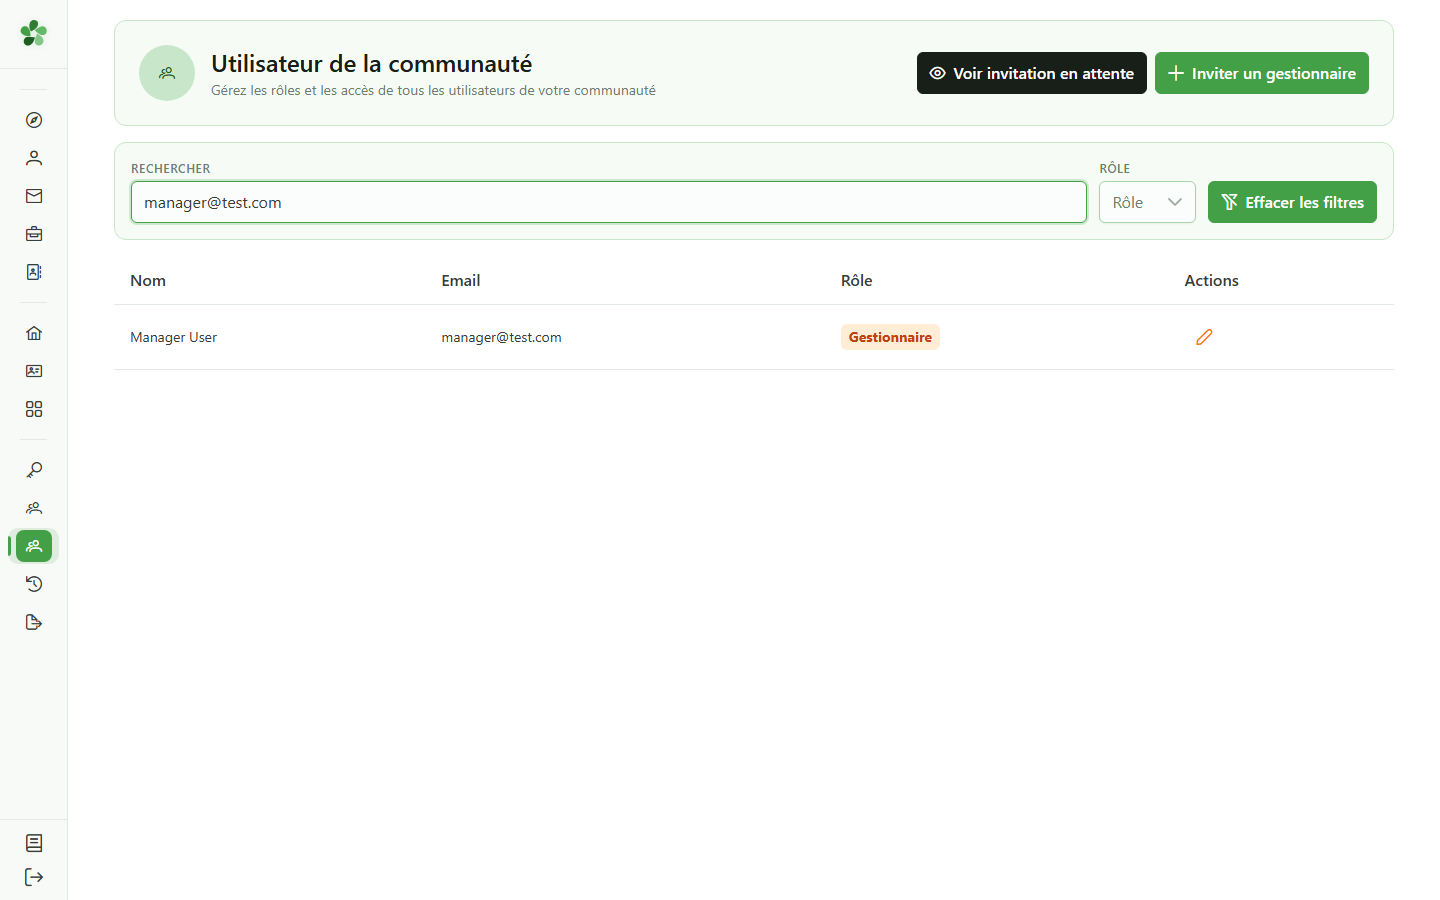 Utilisateur de la communauté
Gérez les rôles et les accès de tous les utilisateurs de votre communauté
Voir invitation en attente
Inviter un gestionnaire
RECHERCHER
manager@test.com
RÔLE
Rôle
Effacer les filtres
Nom Email Rôle Actions
Manager User manager@test.com Gestionnaire